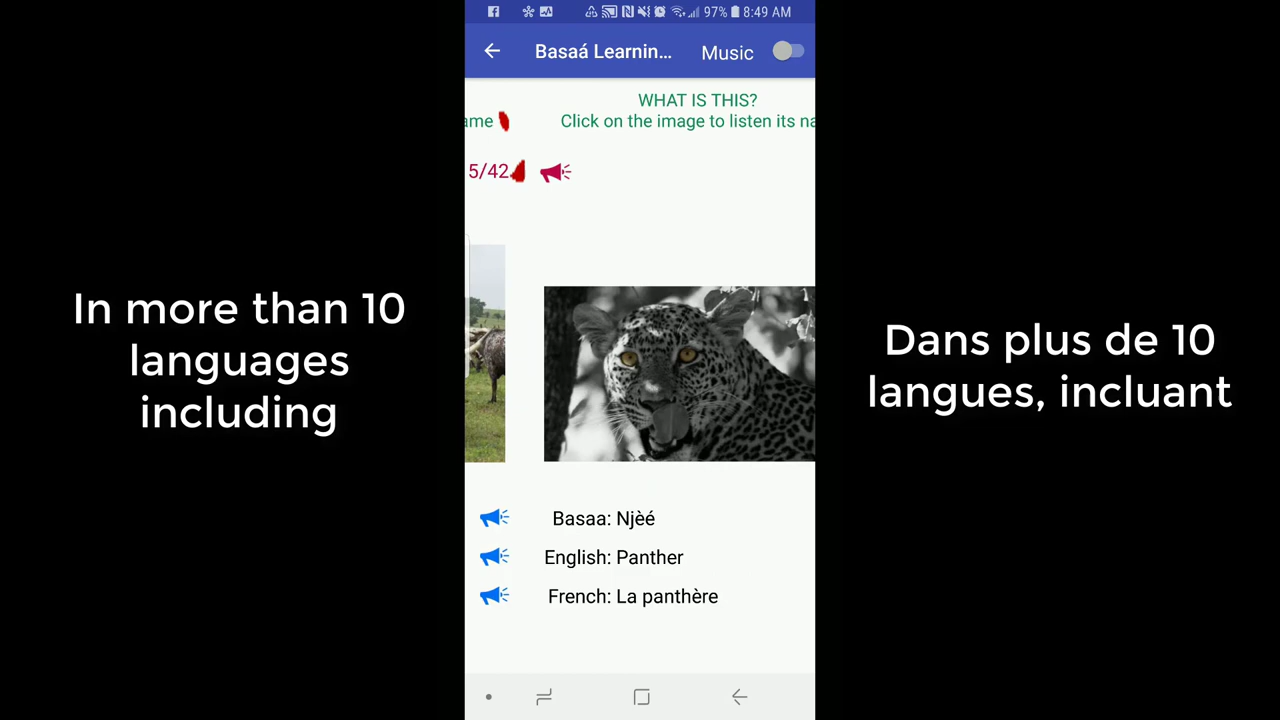 97% 8:49 AM
Basaá Learnin... Music
WHAT IS THIS?
ame Click on the image to listen its na
5/42
In more than 10
languages
including
Dans plus de 10
langues, incluant
Basaa: Njèé
English: Panther
French: La panthère